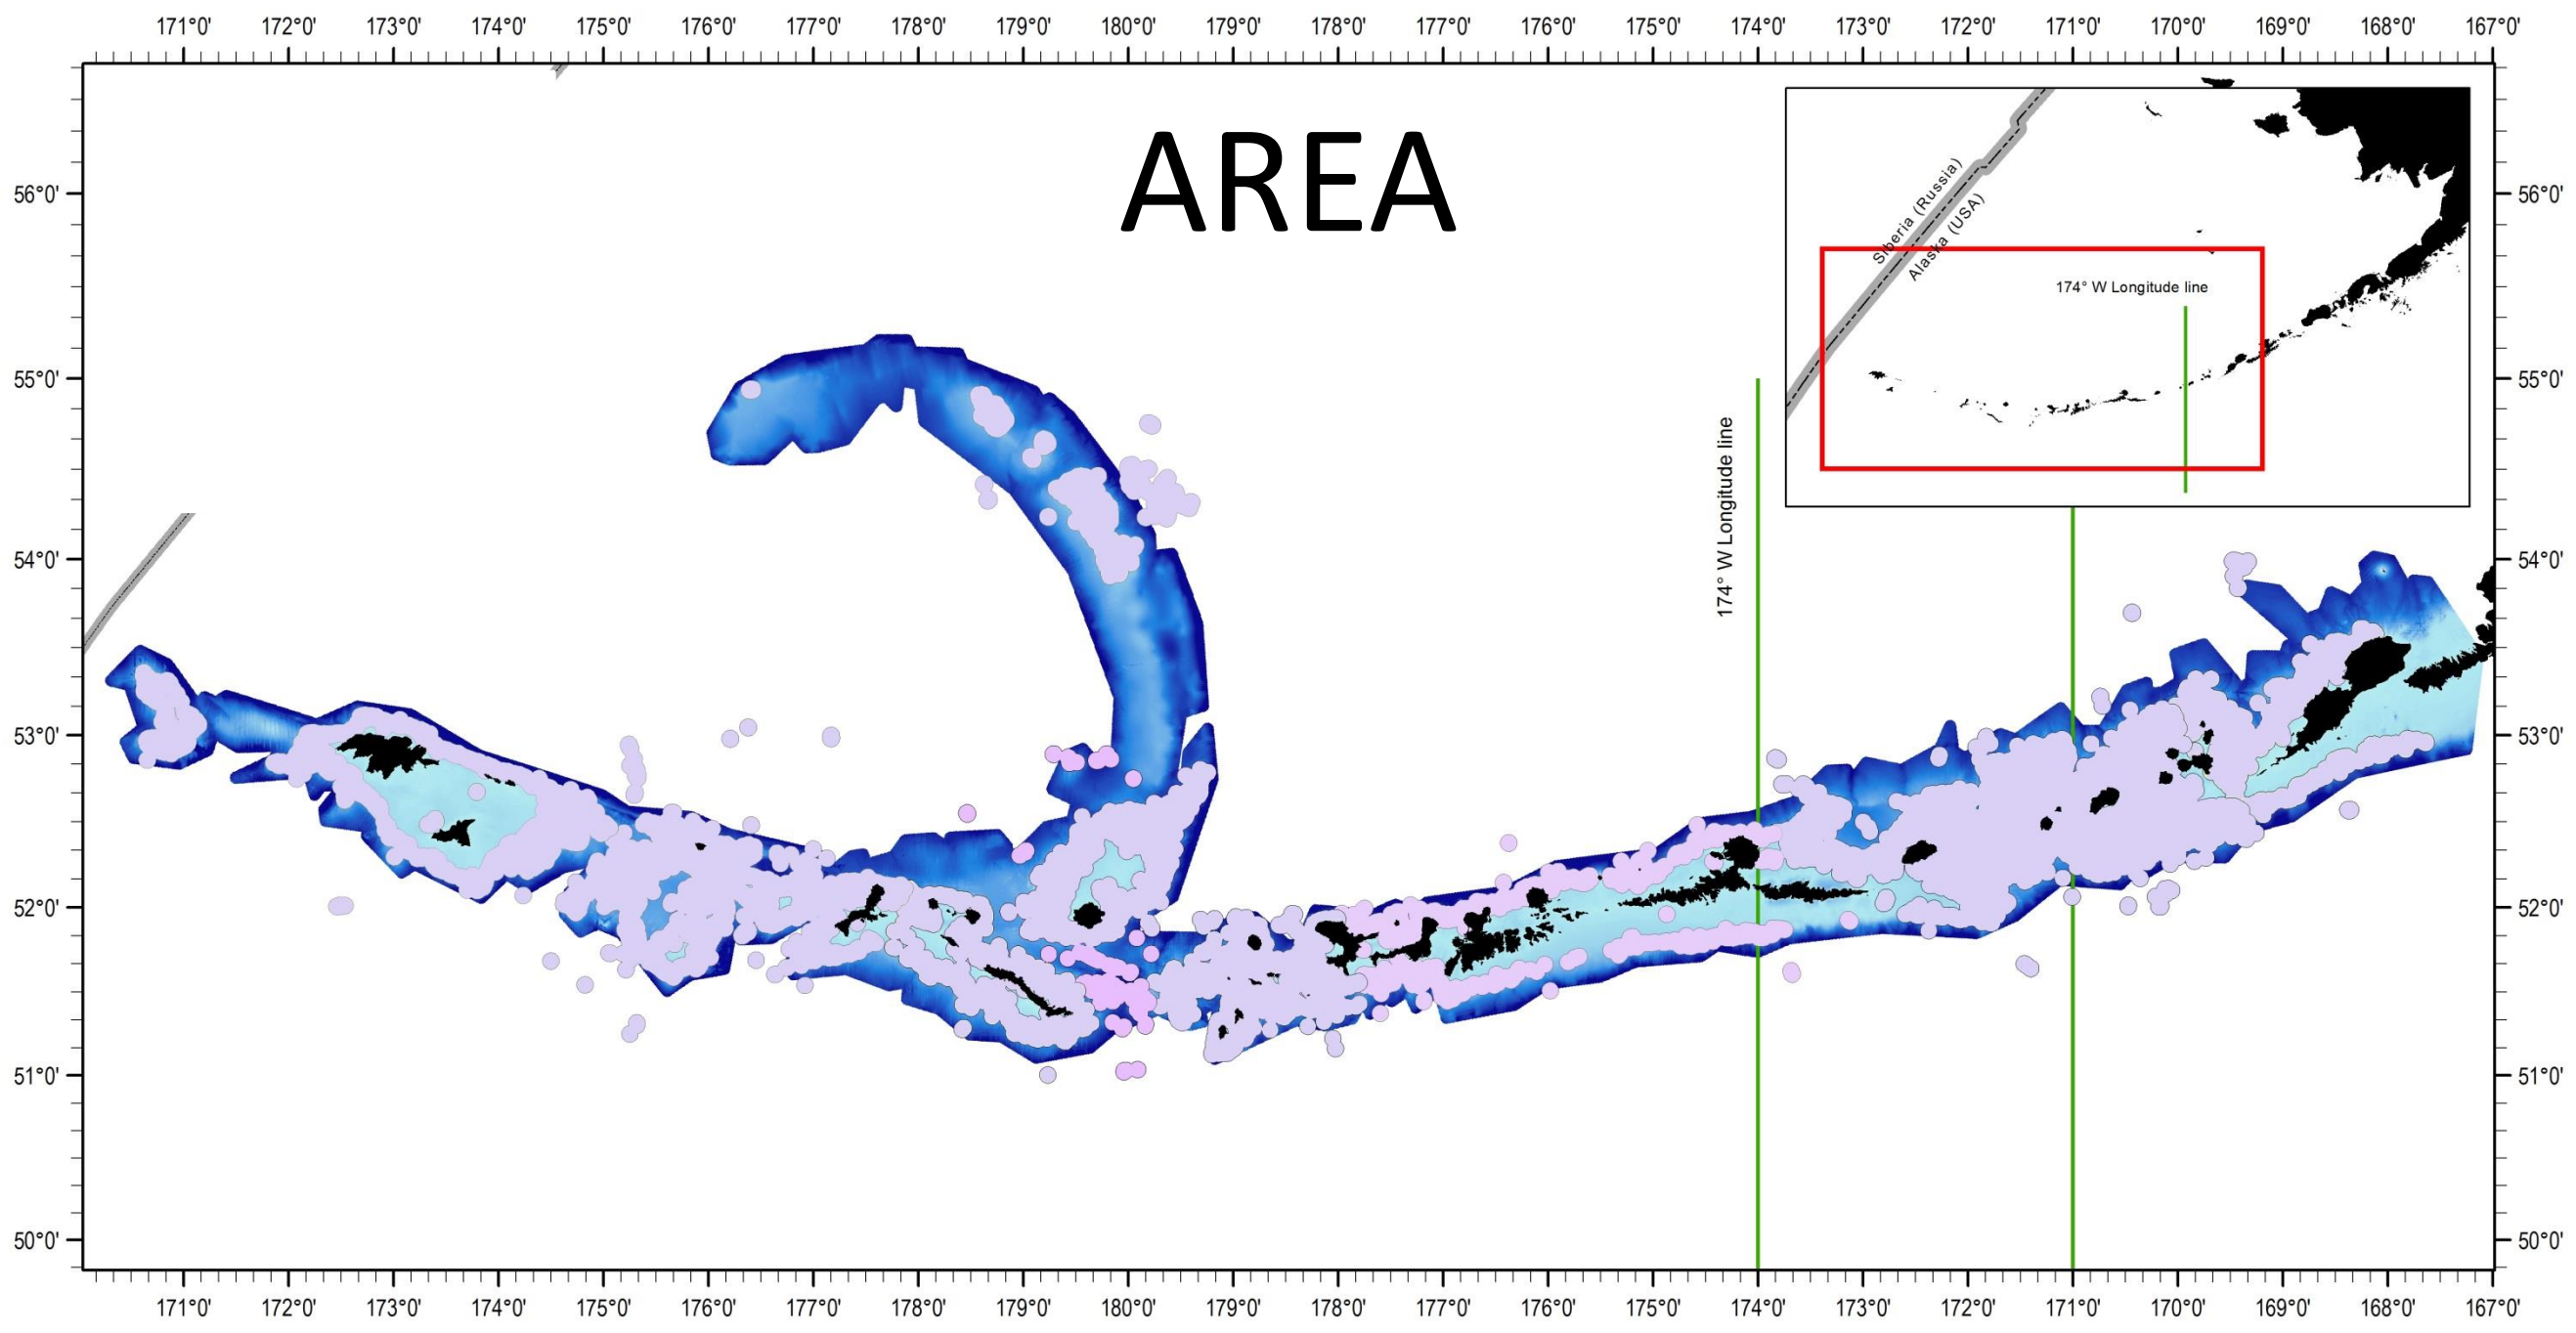 171°0' 172°0' 173°0' 174°0' 175°0' 176°0' 177°0' 178°0' 179°0' 180°0' 179°0' 178°0' 177°0' 176°0' 175°0' 174°0' 173°0' 172°0' 171°0' 170°0' 169°0' 168°0' 167°0'
AREA
Siberia (Russia)
Alaska (USA)
174° W Longitude line
174° W Longitude line
56°0' 56°0'
55°0' 55°0'
54°0' 54°0'
53°0' 53°0'
52°0' 52°0'
51°0' 51°0'
50°0' 50°0'
171°0' 172°0' 173°0' 174°0' 175°0' 176°0' 177°0' 178°0' 179°0' 180°0' 179°0' 178°0' 177°0' 176°0' 175°0' 174°0' 173°0' 172°0' 171°0' 170°0' 169°0' 168°0' 167°0'